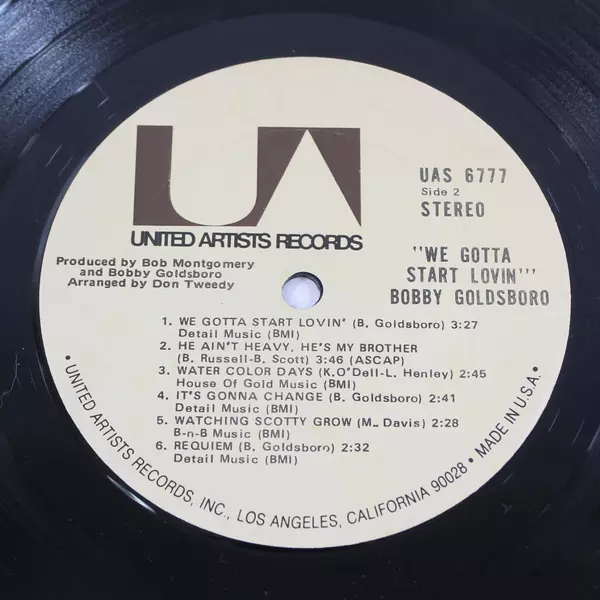 UA
UNITED ARTISTS RECORDS
UAS 6777
Side 2
STEREO
Produced by Bob Montgomery
and Bobby Goldsboro
Arranged by Don Tweedy
"WE GOTTA
START LOVIN'"
BOBBY GOLDSBORO
1. WE GOTTA START LOVIN' (B. Goldsboro) 3:27
Detail Music (BMI)
2. HE AIN'T HEAVY, HE'S MY BROTHER
(B. Russell-B. Scott) 3:46 (ASCAP)
3. WATER COLOR DAYS (K.O'Dell-L. Henley) 2:45
House Of Gold Music (BMI)
4. IT'S GONNA CHANGE (B. Goldsboro) 2:41
Detail Music (BMI)
5. WATCHING SCOTTY GROW (M.. Davis) 2:28
B-n-B Music (BMI)
6. REQUIEM (B. Goldsboro) 2:32
Detail Music (BMI)
• UNITED ARTISTS RECORDS, INC., LOS ANGELES, CALIFORNIA 90028 • MADE IN U.S.A. •